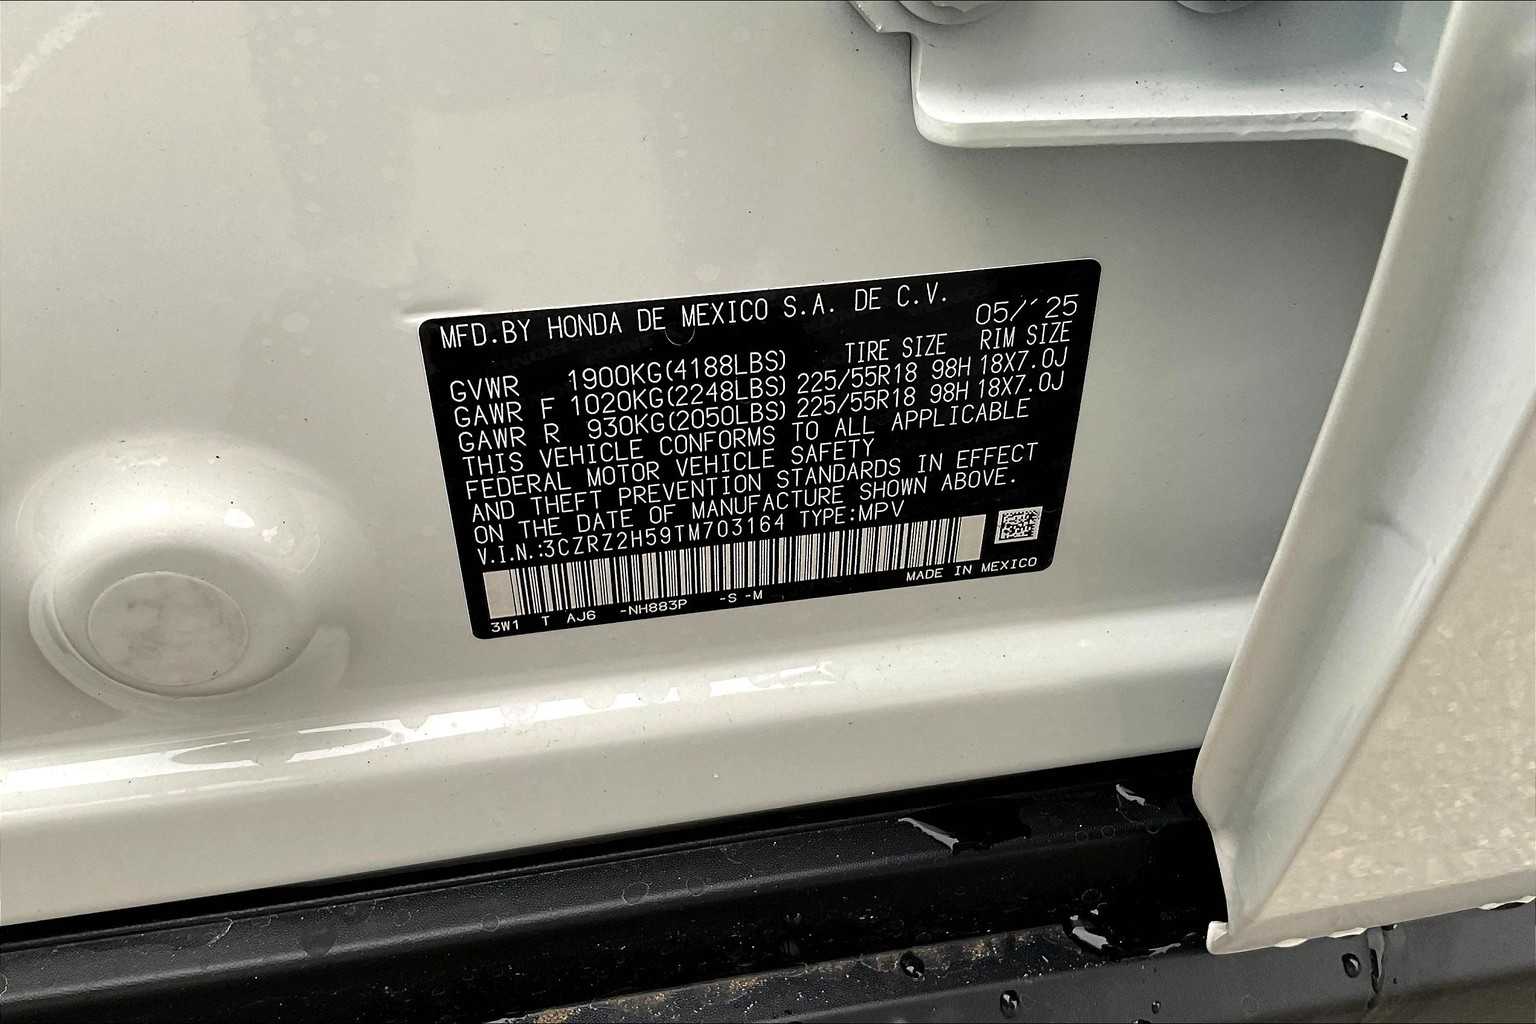 MFD.BY HONDA DE MEXICO S.A. DE C.V.
05/´25
TIRE SIZE RIM SIZE
GVWR 1900KG(4188LBS)
GAWR F 1020KG(2248LBS) 225/55R18 98H 18X7.0J
GAWR R 930KG(2050LBS) 225/55R18 98H 18X7.0J
THIS VEHICLE CONFORMS TO ALL APPLICABLE
FEDERAL MOTOR VEHICLE SAFETY
AND THEFT PREVENTION STANDARDS IN EFFECT
ON THE DATE OF MANUFACTURE SHOWN ABOVE.
V.I.N.:3CZRZ2H59TM703164 TYPE:MPV
MADE IN MEXICO
3W1 T AJ6 -NH883P -S -M